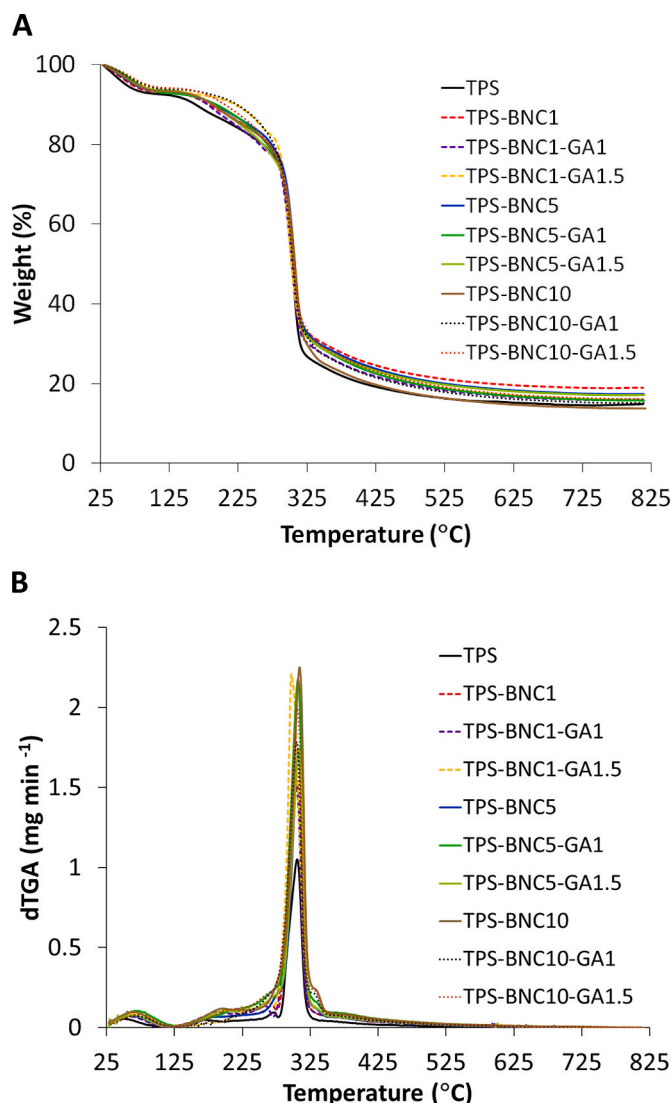 A
100
80
60
40
20
0
Weight (%)
25 125 225 325 425 525 625 725 825
Temperature (°C)
TPS
TPS-BNC1
TPS-BNC1-GA1
TPS-BNC1-GA1.5
TPS-BNC5
TPS-BNC5-GA1
TPS-BNC5-GA1.5
TPS-BNC10
TPS-BNC10-GA1
TPS-BNC10-GA1.5
B
2.5
2
1.5
1
0.5
0
dTGA (mg min -1)
25 125 225 325 425 525 625 725 825
Temperature (°C)
TPS
TPS-BNC1
TPS-BNC1-GA1
TPS-BNC1-GA1.5
TPS-BNC5
TPS-BNC5-GA1
TPS-BNC5-GA1.5
TPS-BNC10
TPS-BNC10-GA1
TPS-BNC10-GA1.5